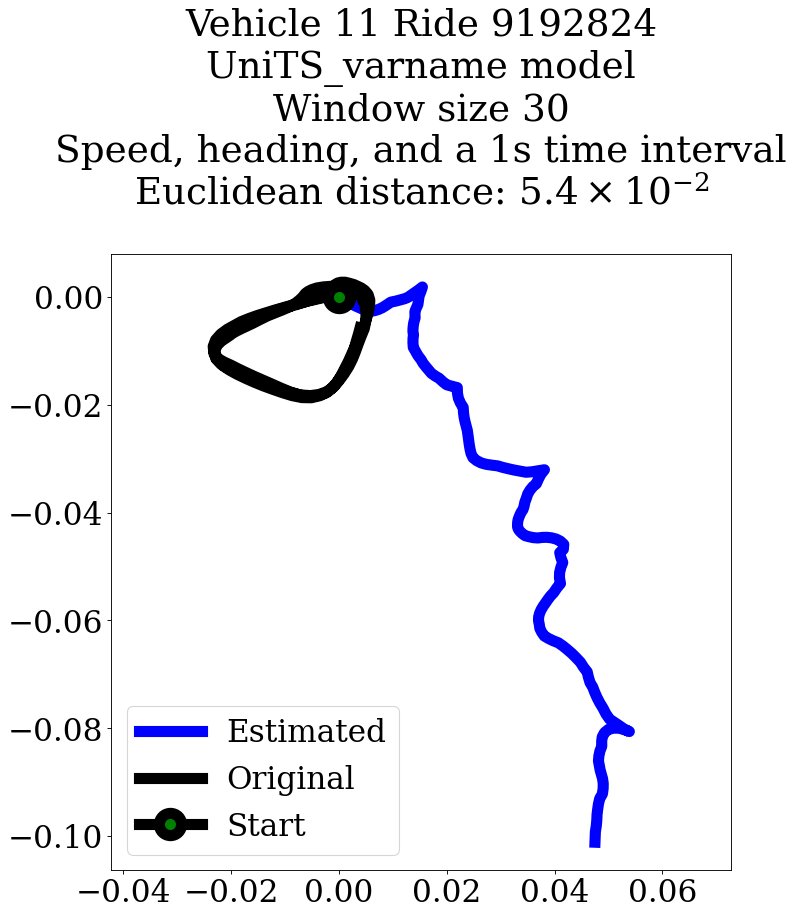 Vehicle 11 Ride 9192824
UniTS_varname model
Window size 30
Speed, heading, and a 1s time interval
Euclidean distance: 5.4 × 10⁻²
0.00
−0.02
−0.04
−0.06
−0.08
−0.10
Estimated
Original
Start
−0.04 −0.02 0.00 0.02 0.04 0.06